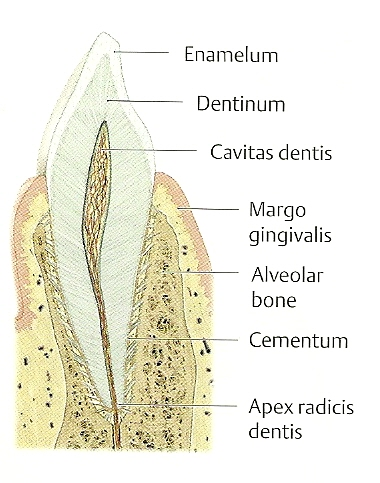 Enamelum
Dentinum
Cavitas dentis
Margo
gingivalis
Alveolar
bone
Cementum
Apex radicis
dentis